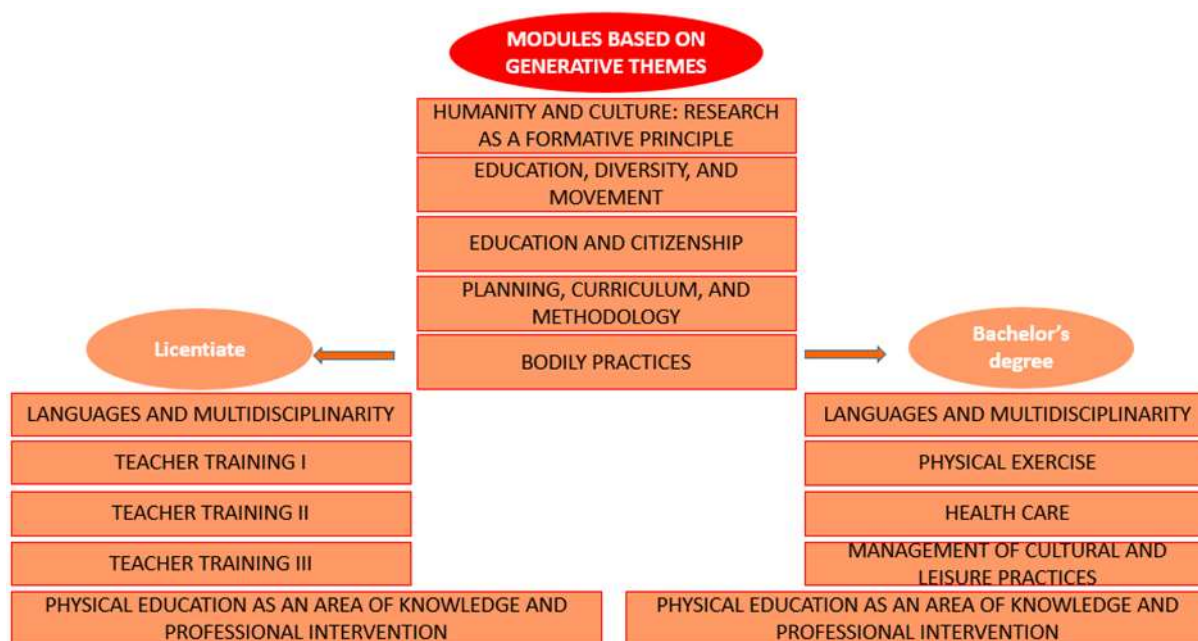 MODULES BASED ON
GENERATIVE THEMES
HUMANITY AND CULTURE: RESEARCH
AS A FORMATIVE PRINCIPLE
EDUCATION, DIVERSITY, AND
MOVEMENT
EDUCATION AND CITIZENSHIP
PLANNING, CURRICULUM, AND
METHODOLOGY
BODILY PRACTICES
Licentiate
LANGUAGES AND MULTIDISCIPLINARITY
TEACHER TRAINING I
TEACHER TRAINING II
TEACHER TRAINING III
PHYSICAL EDUCATION AS AN AREA OF KNOWLEDGE AND
PROFESSIONAL INTERVENTION
Bachelor’s
degree
LANGUAGES AND MULTIDISCIPLINARITY
PHYSICAL EXERCISE
HEALTH CARE
MANAGEMENT OF CULTURAL AND
LEISURE PRACTICES
PHYSICAL EDUCATION AS AN AREA OF KNOWLEDGE AND
PROFESSIONAL INTERVENTION